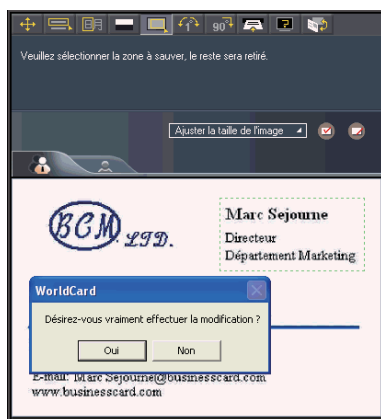 90°
Veuillez sélectionner la zone à sauver, le reste sera retiré.
Ajuster la taille de l'image
BCM LTD.
Marc Sejourne
Directeur
Département Marketing
WorldCard
Désirez-vous vraiment effectuer la modification ?
Oui
Non
E-mail: Marc Sejourne@businesscard.com
www.businesscard.com